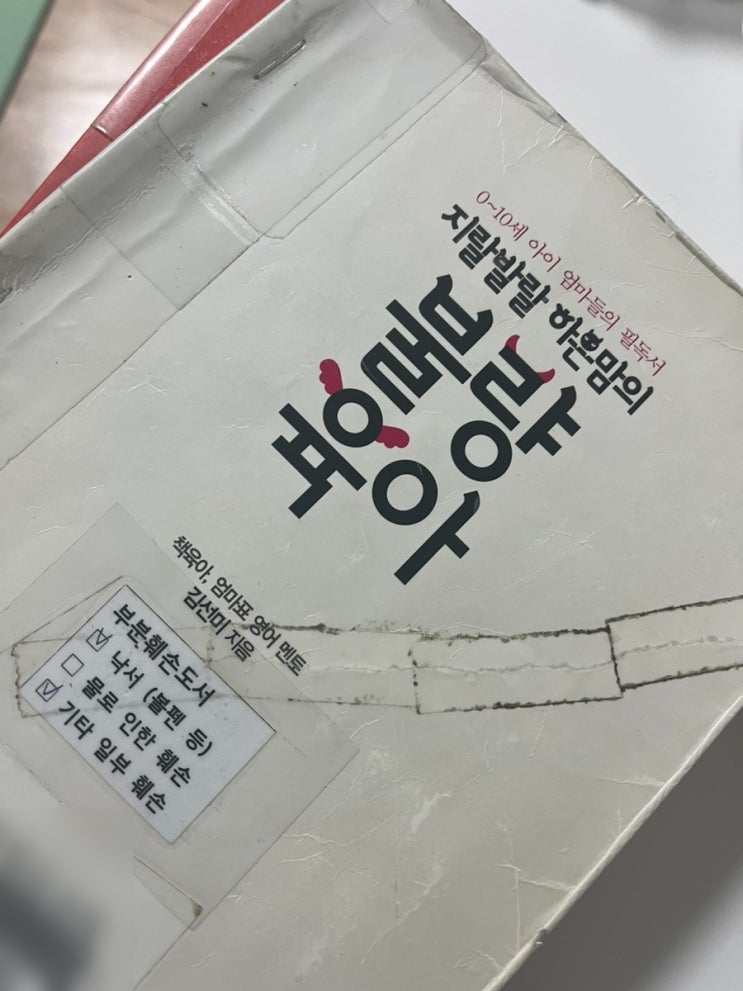 0~10세 아이 엄마들의 필독서
지랄발랄 하은맘의
불량
육아
책육아, 엄마표 영어 멘토
김선미 지음
부분훼손도서
☑ 낙서 (볼펜 등)
☐ 물로 인한 훼손
☑ 기타 일부 훼손